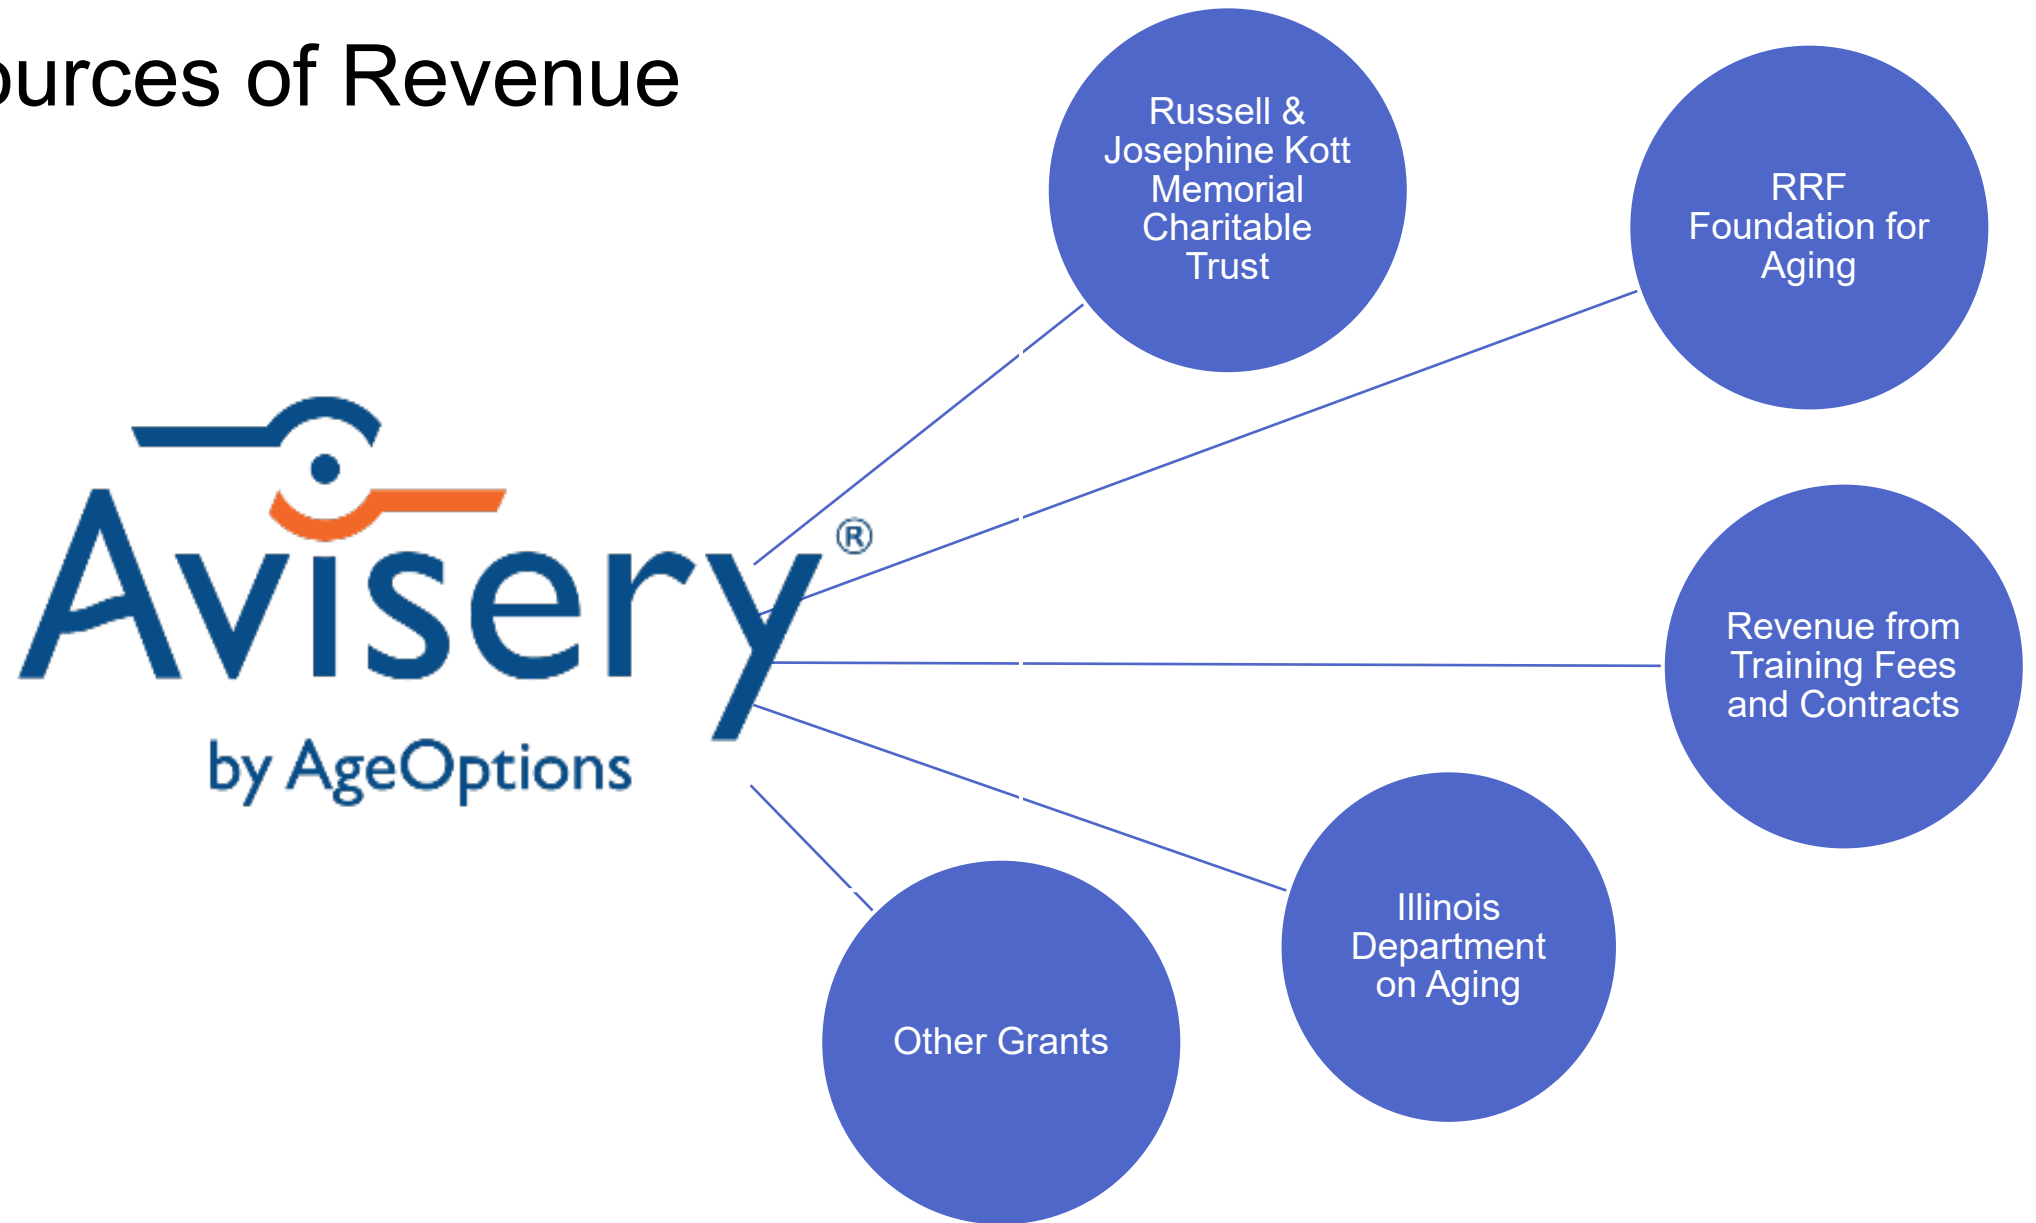 ources of Revenue
Russell &
Josephine Kott
Memorial
Charitable
Trust
RRF
Foundation for
Aging
Avisery®
by AgeOptions
Revenue from
Training Fees
and Contracts
Illinois
Department
on Aging
Other Grants